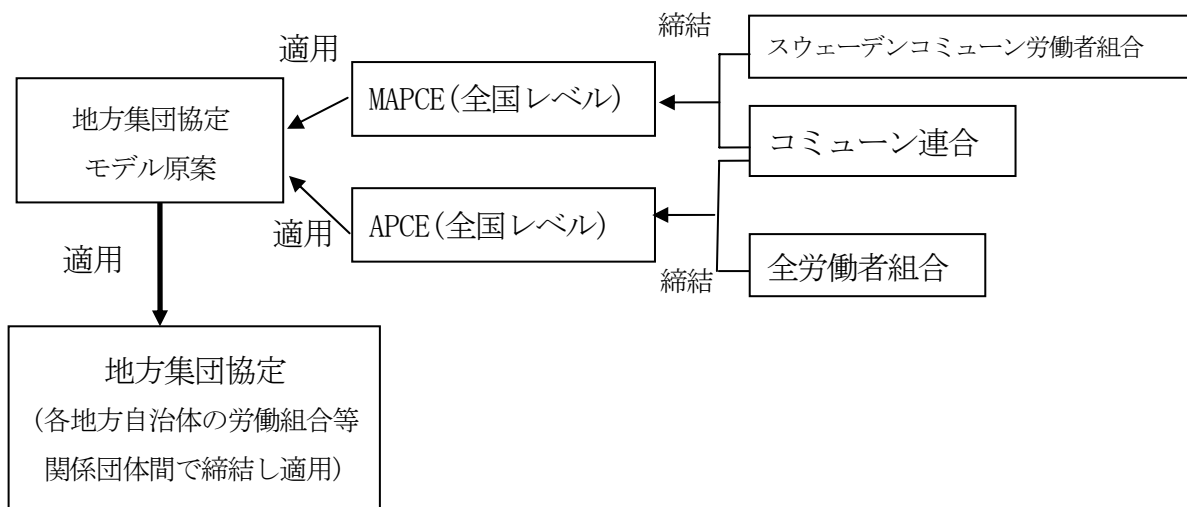 締結
スウェーデンコミューン労働者組合
適用
MAPCE(全国レベル)
地方集団協定
モデル原案
コミューン連合
適用
APCE(全国レベル)
適用
締結
全労働者組合
地方集団協定
(各地方自治体の労働組合等
関係団体間で締結し適用)